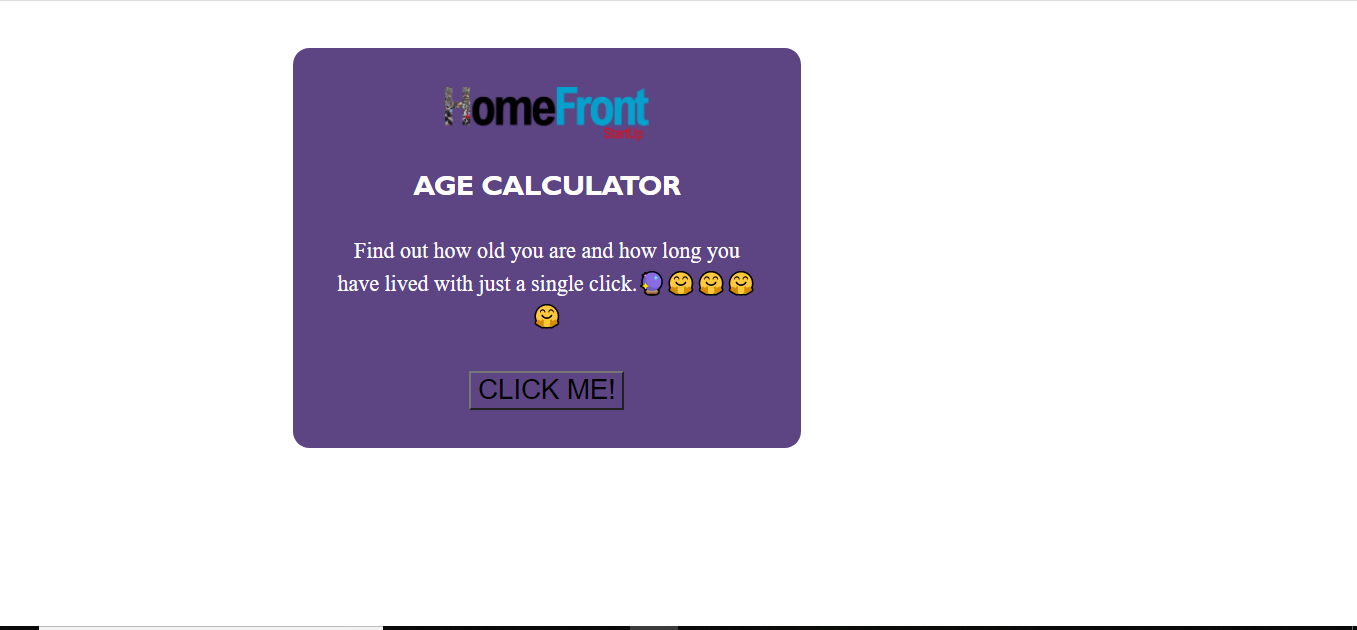 HomeFront
StartUp
AGE CALCULATOR
Find out how old you are and how long you
have lived with just a single click.🔮🤗🤗🤗
🤗
CLICK ME!